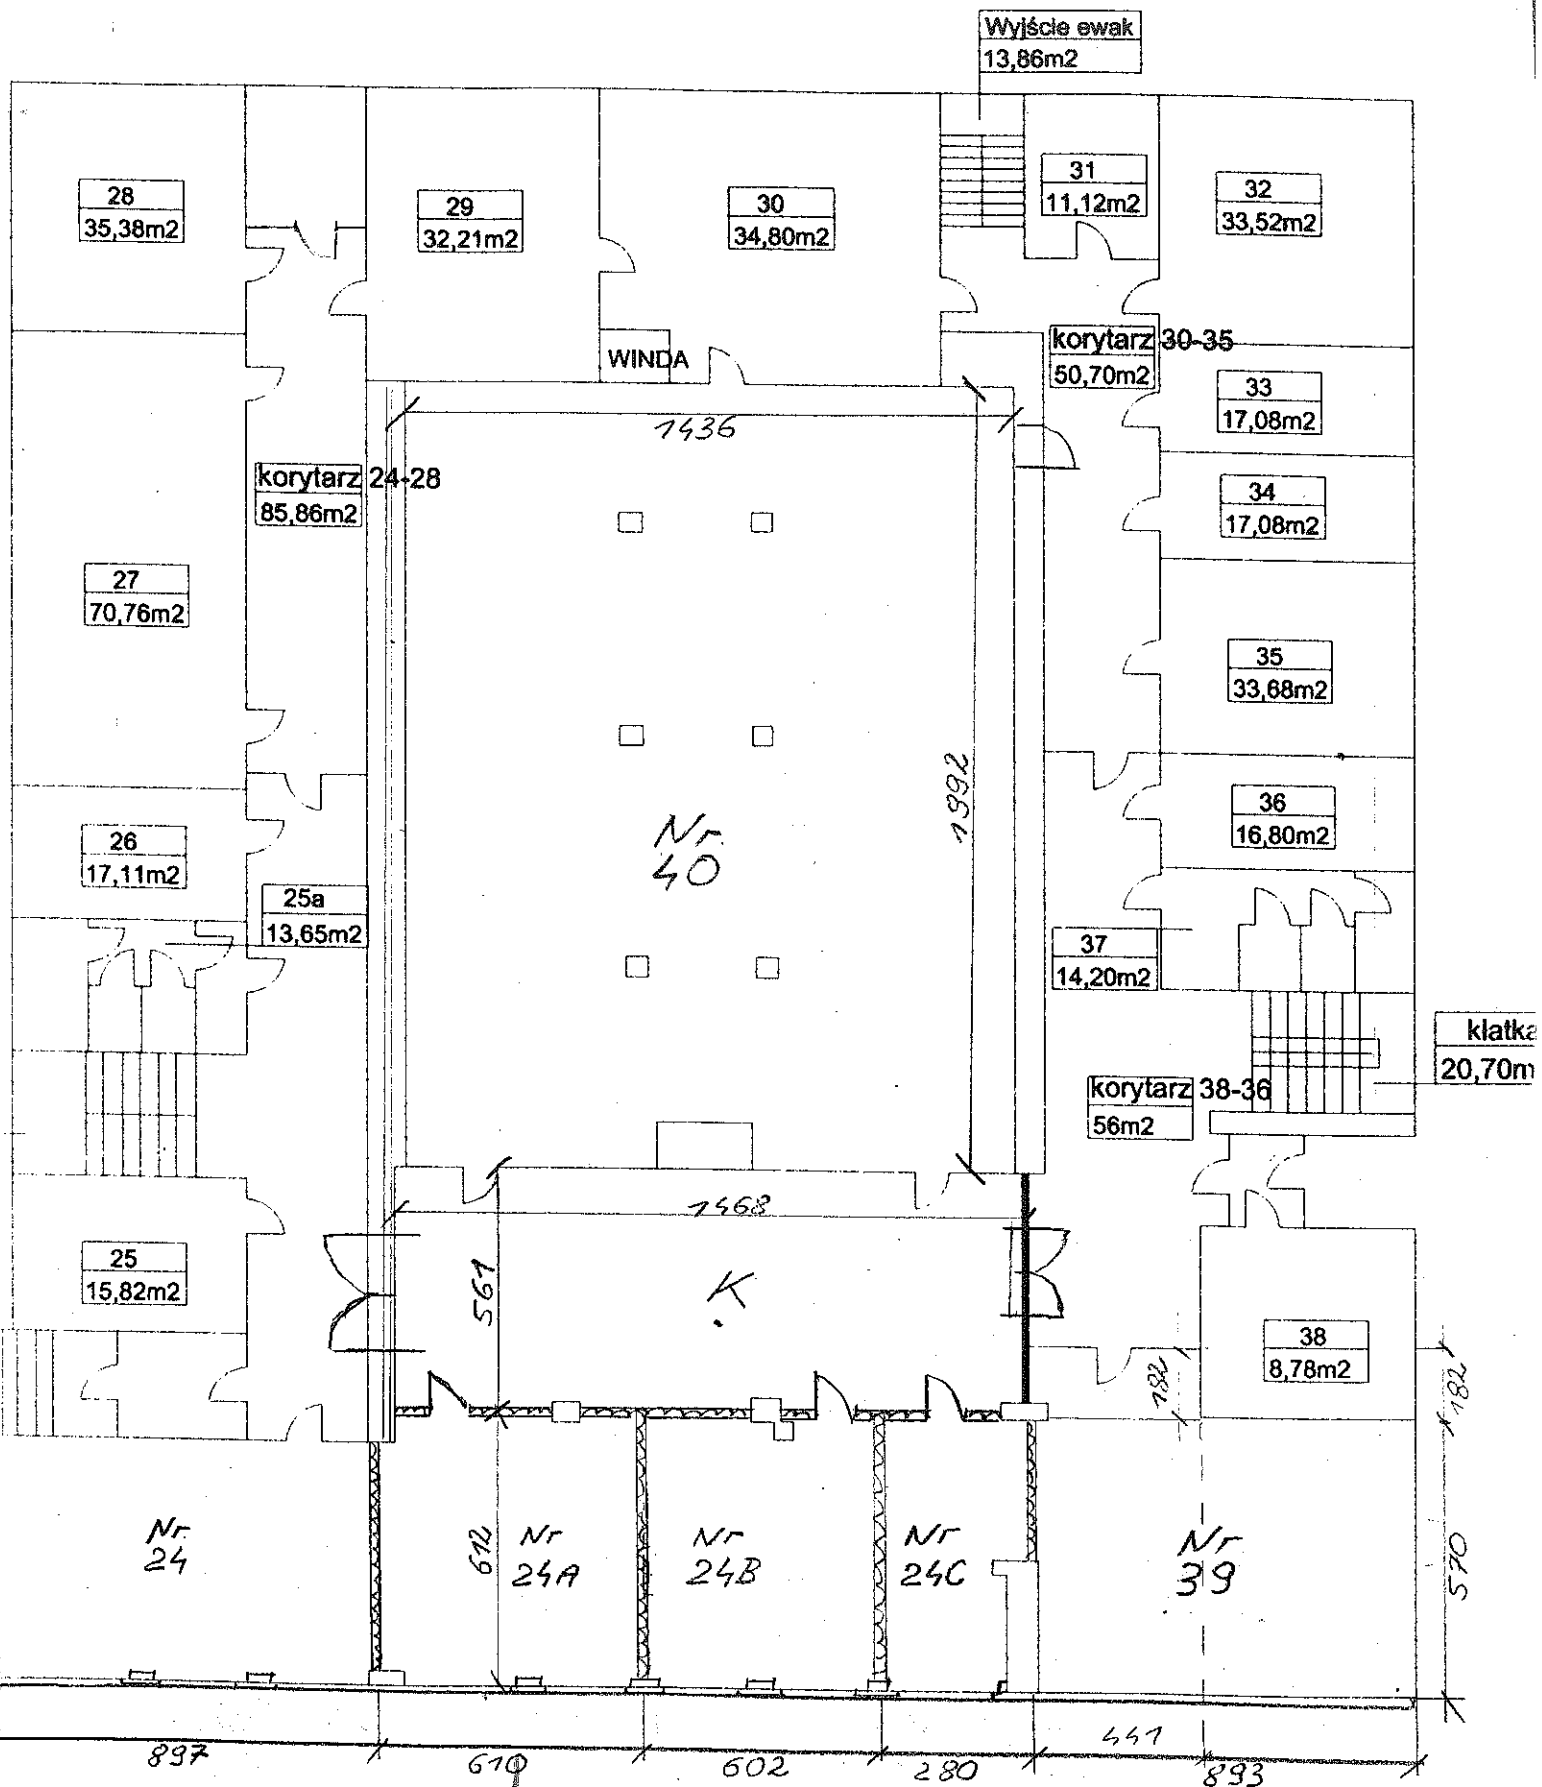 Wyjście ewak
13,86m2
28
35,38m2
29
32,21m2
30
34,80m2
31
11,12m2
32
33,52m2
WINDA
korytarz 30-35
50,70m2
33
17,08m2
1436
korytarz 24-28
85,86m2
34
17,08m2
27
70,76m2
35
33,68m2
1992
Nr.
40
36
16,80m2
26
17,11m2
25a
13,65m2
37
14,20m2
klatka
20,70m
korytarz 38-36
56m2
1468
561
K
25
15,82m2
38
8,78m2
182
182
Nr.
24
612
Nr
24A
Nr
24B
Nr
24C
Nr
39
570
897
610
602
280
441
893